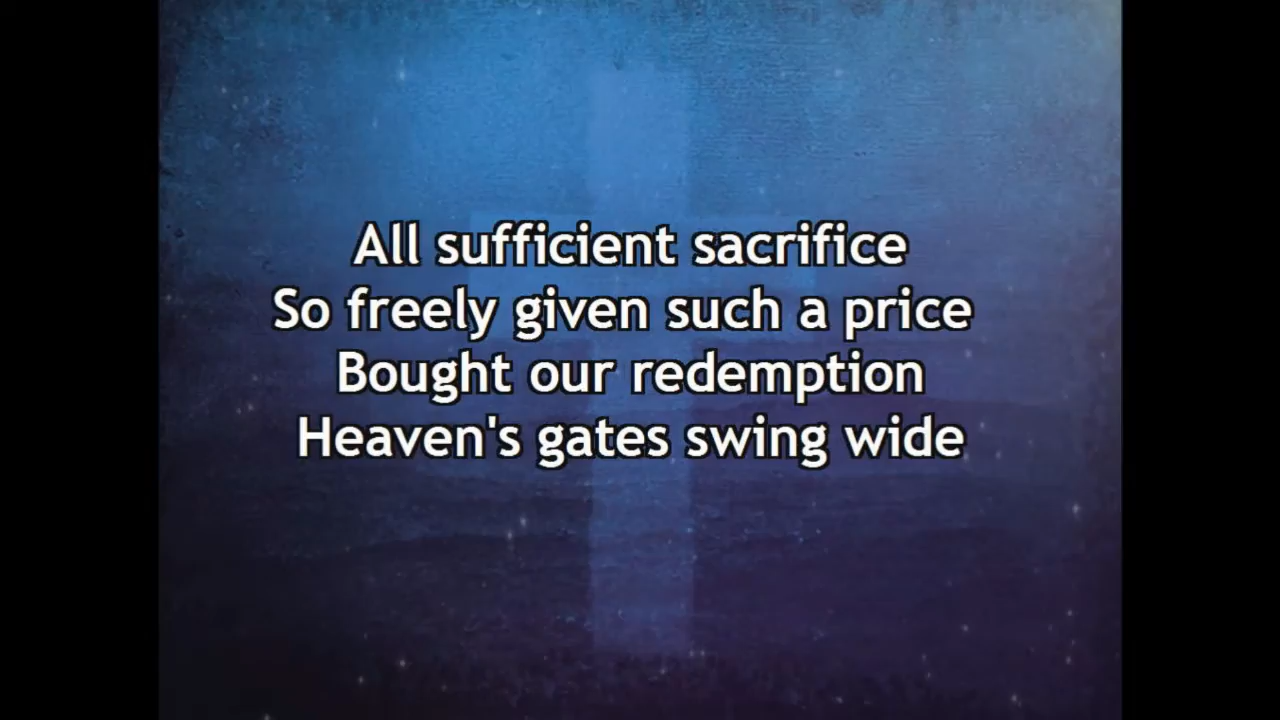 All sufficient sacrifice
So freely given such a price
Bought our redemption
Heaven's gates swing wide